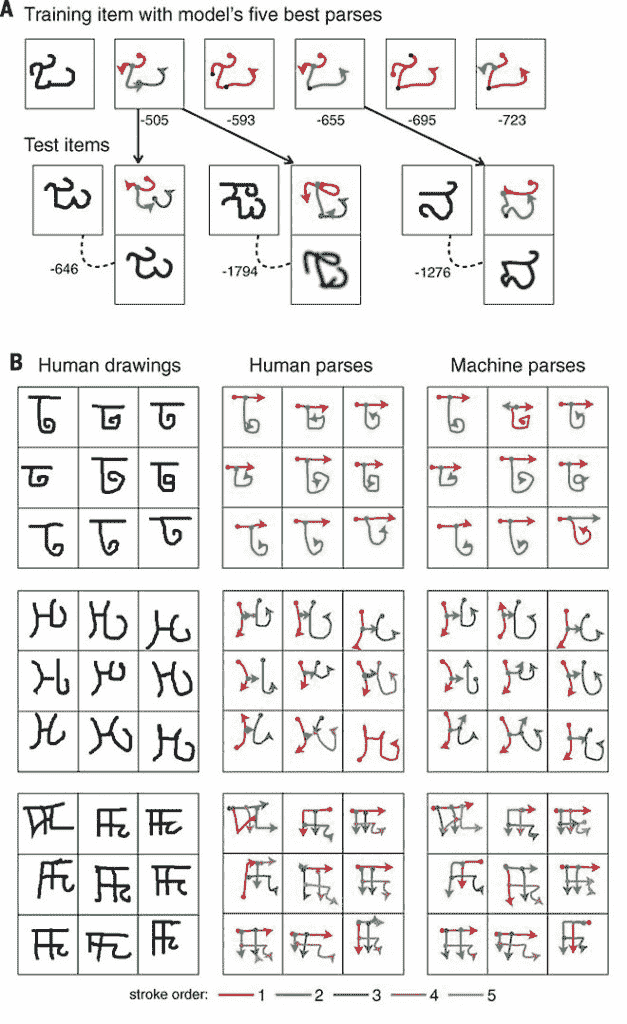 A Training item with model's five best parses
-505
-593
-655
-695
-723
Test items
-646
-1794
-1276
B Human drawings Human parses Machine parses
stroke order: 1 2 3 4 5